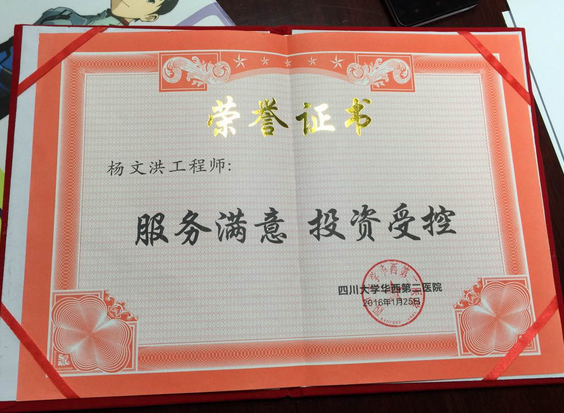 荣誉证书
杨文洪工程师:
服务满意 投资受控
四川大学华西第二医院
2016年1月25日